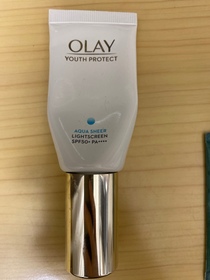 OLAY
YOUTH PROTECT
AQUA SHEER
LIGHTSCREEN
SPF50+ PA++++